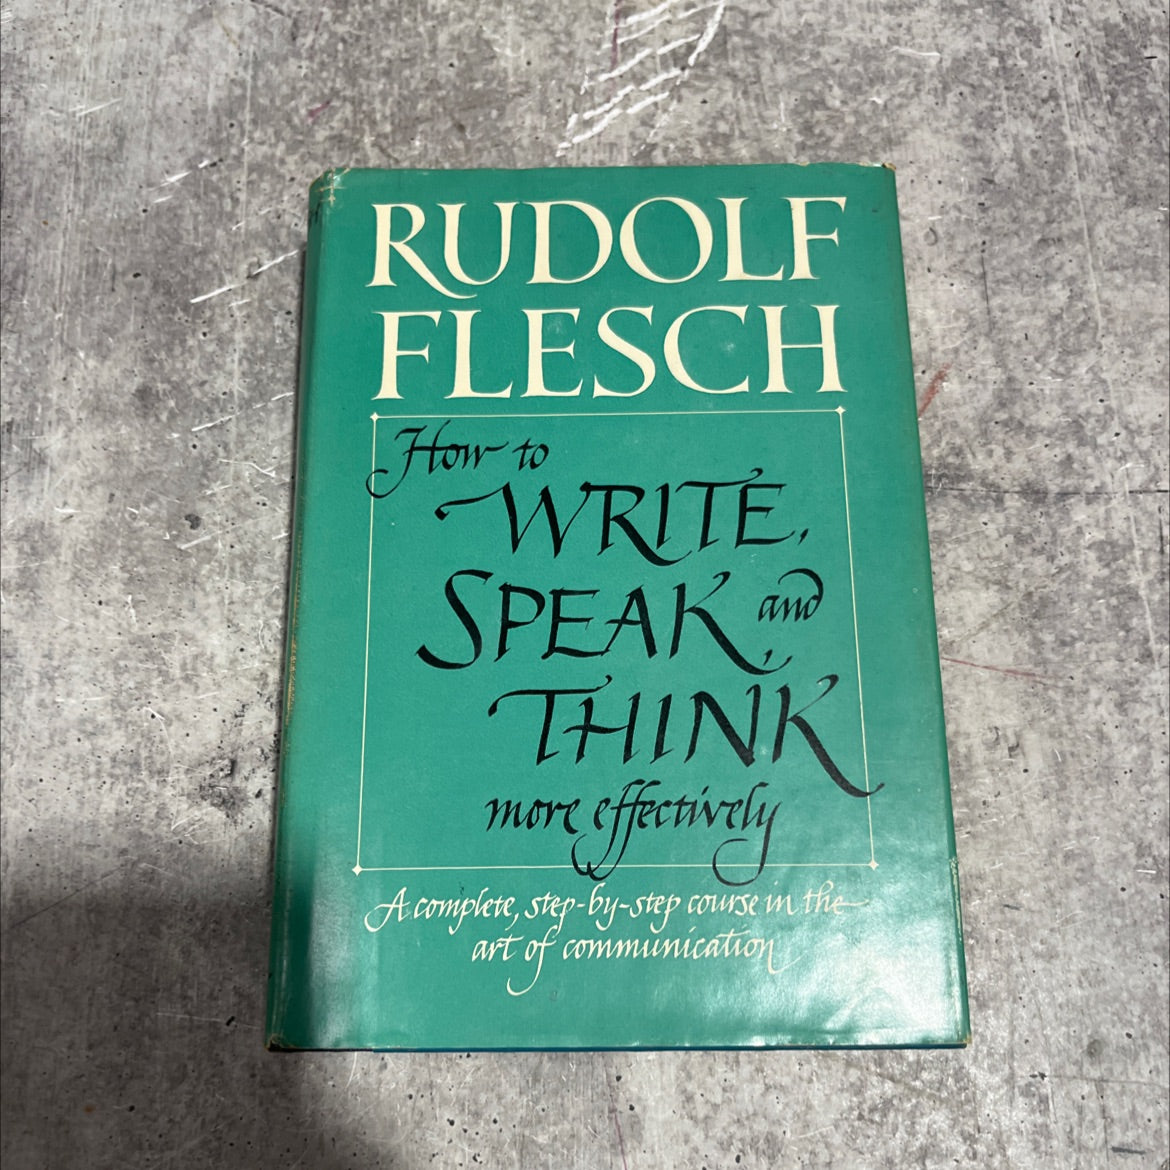 RUDOLF
FLESCH
How to
WRITE,
SPEAK, and
THINK
more effectively
A complete, step-by-step course in the
art of communication